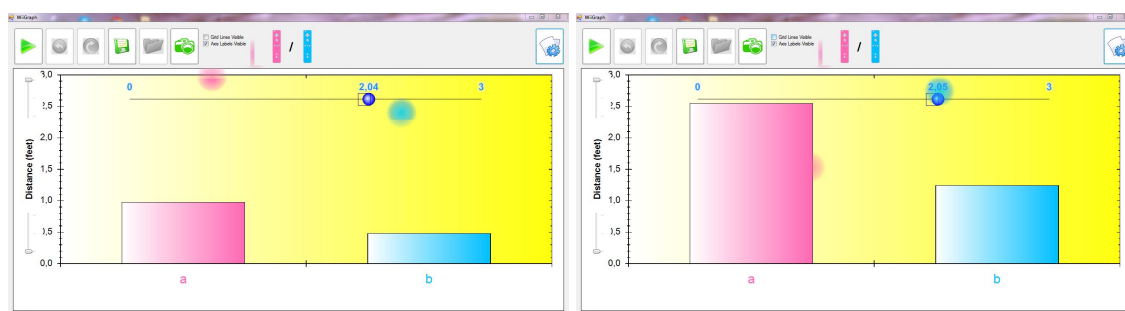 WiiGraph
Grid Lines Visible
Axis Labels Visible
/
Distance (feet)
3,0
2,5
2,0
1,5
1,0
0,5
0,0
0
2,04
3
a
b
WiiGraph
Grid Lines Visible
Axis Labels Visible
/
Distance (feet)
3,0
2,5
2,0
1,5
1,0
0,5
0,0
0
2,05
3
a
b